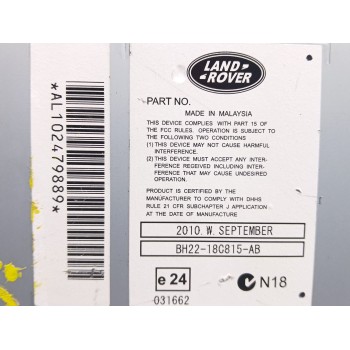 LAND
ROVER
PART NO.
MADE IN MALAYSIA
THIS DEVICE COMPLIES WITH PART 15 OF
THE FCC RULES. OPERATION IS SUBJECT TO
THE FOLLOWING TWO CONDITIONS
(1) THIS DEVICE MAY NOT CAUSE HARMFUL
INTERFERENCE.
(2) THIS DEVICE MUST ACCEPT ANY INTER-
FERENCE RECEIVED INCLUDING INTER-
FERENCE THAT MAY CAUSE UNDESIRED
OPERATION.
PRODUCT IS CERTIFIED BY THE
MANUFACTURER TO COMPLY WITH DHHS
RULE 21 CFR SUBCHAPTER J APPLICATION
AT THE DATE OF MANUFACTURE
2010. W. SEPTEMBER
BH22-18C815-AB
e 24
N18
031662
*AL102479889*